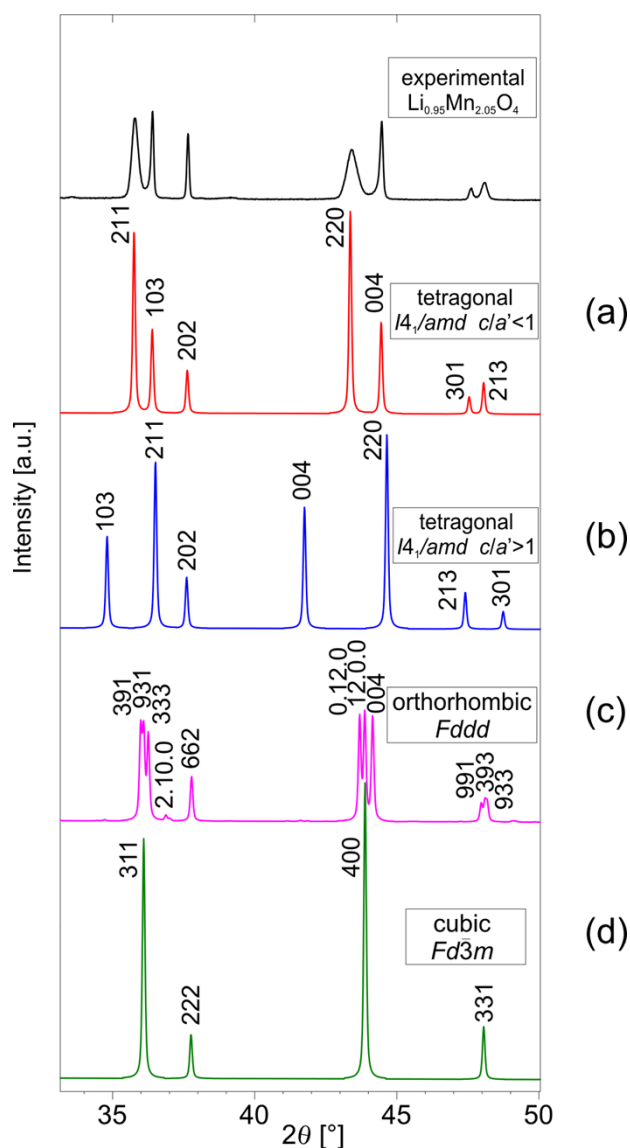 experimental
Li₀.₉₅Mn₂.₀₅O₄
211
103
202
220
004
301
213
tetragonal
I4₁/amd c/a'<1
(a)
103
211
202
004
220
213
301
tetragonal
I4₁/amd c/a'>1
(b)
391
931
333
2.10.0
662
0.12.0
12.0.0
004
991
393
933
orthorhombic
Fddd
(c)
311
222
400
331
cubic
Fd3̄m
(d)
Intensity [a.u.]
35
40
45
50
2θ [°]